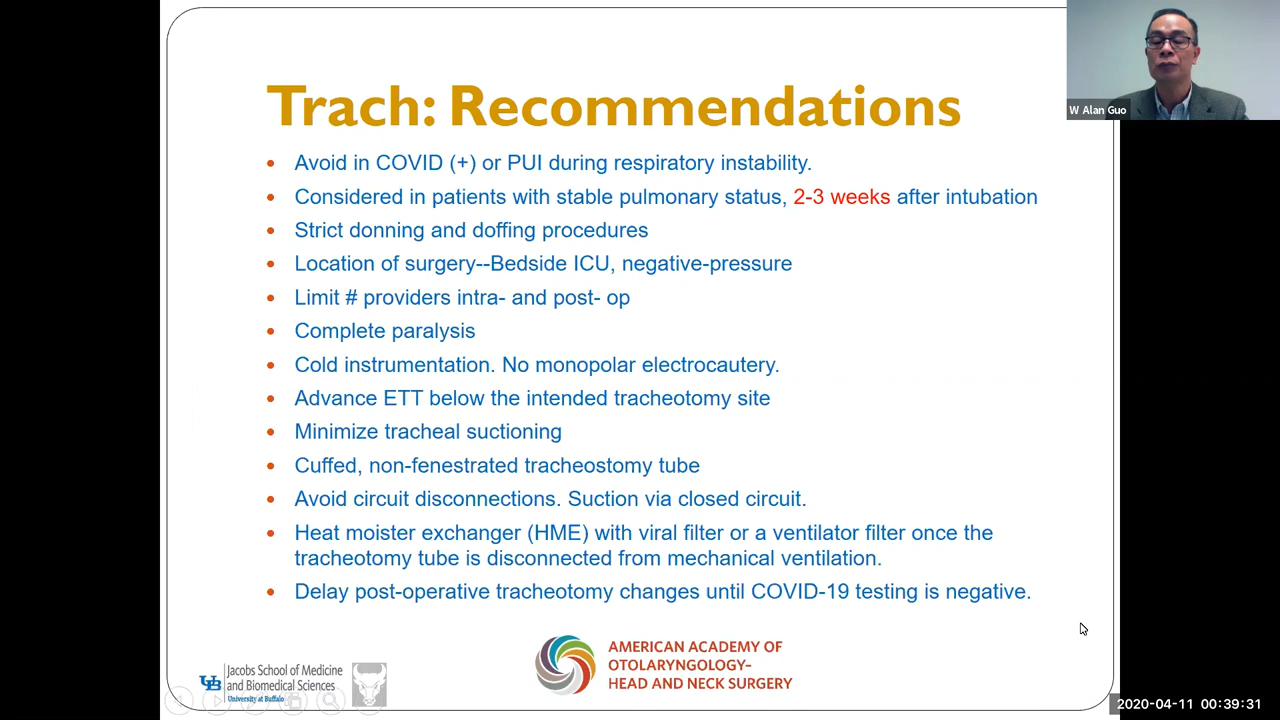 Trach: Recommendations
W Alan Guo
• Avoid in COVID (+) or PUI during respiratory instability.
• Considered in patients with stable pulmonary status, 2-3 weeks after intubation
• Strict donning and doffing procedures
• Location of surgery--Bedside ICU, negative-pressure
• Limit # providers intra- and post- op
• Complete paralysis
• Cold instrumentation. No monopolar electrocautery.
• Advance ETT below the intended tracheotomy site
• Minimize tracheal suctioning
• Cuffed, non-fenestrated tracheostomy tube
• Avoid circuit disconnections. Suction via closed circuit.
• Heat moister exchanger (HME) with viral filter or a ventilator filter once the
tracheotomy tube is disconnected from mechanical ventilation.
• Delay post-operative tracheotomy changes until COVID-19 testing is negative.
UB
Jacobs School of Medicine
and Biomedical Sciences
University at Buffalo
AMERICAN ACADEMY OF
OTOLARYNGOLOGY–
HEAD AND NECK SURGERY
2020-04-11 00:39:31